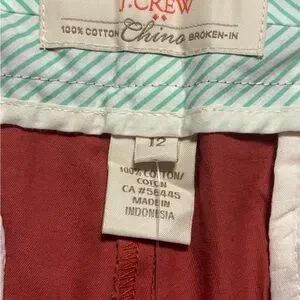 J.CREW
100% COTTON Chino BROKEN-IN
12
100% COTTON/
COTON
CA #56445
MADE IN
INDONESIA